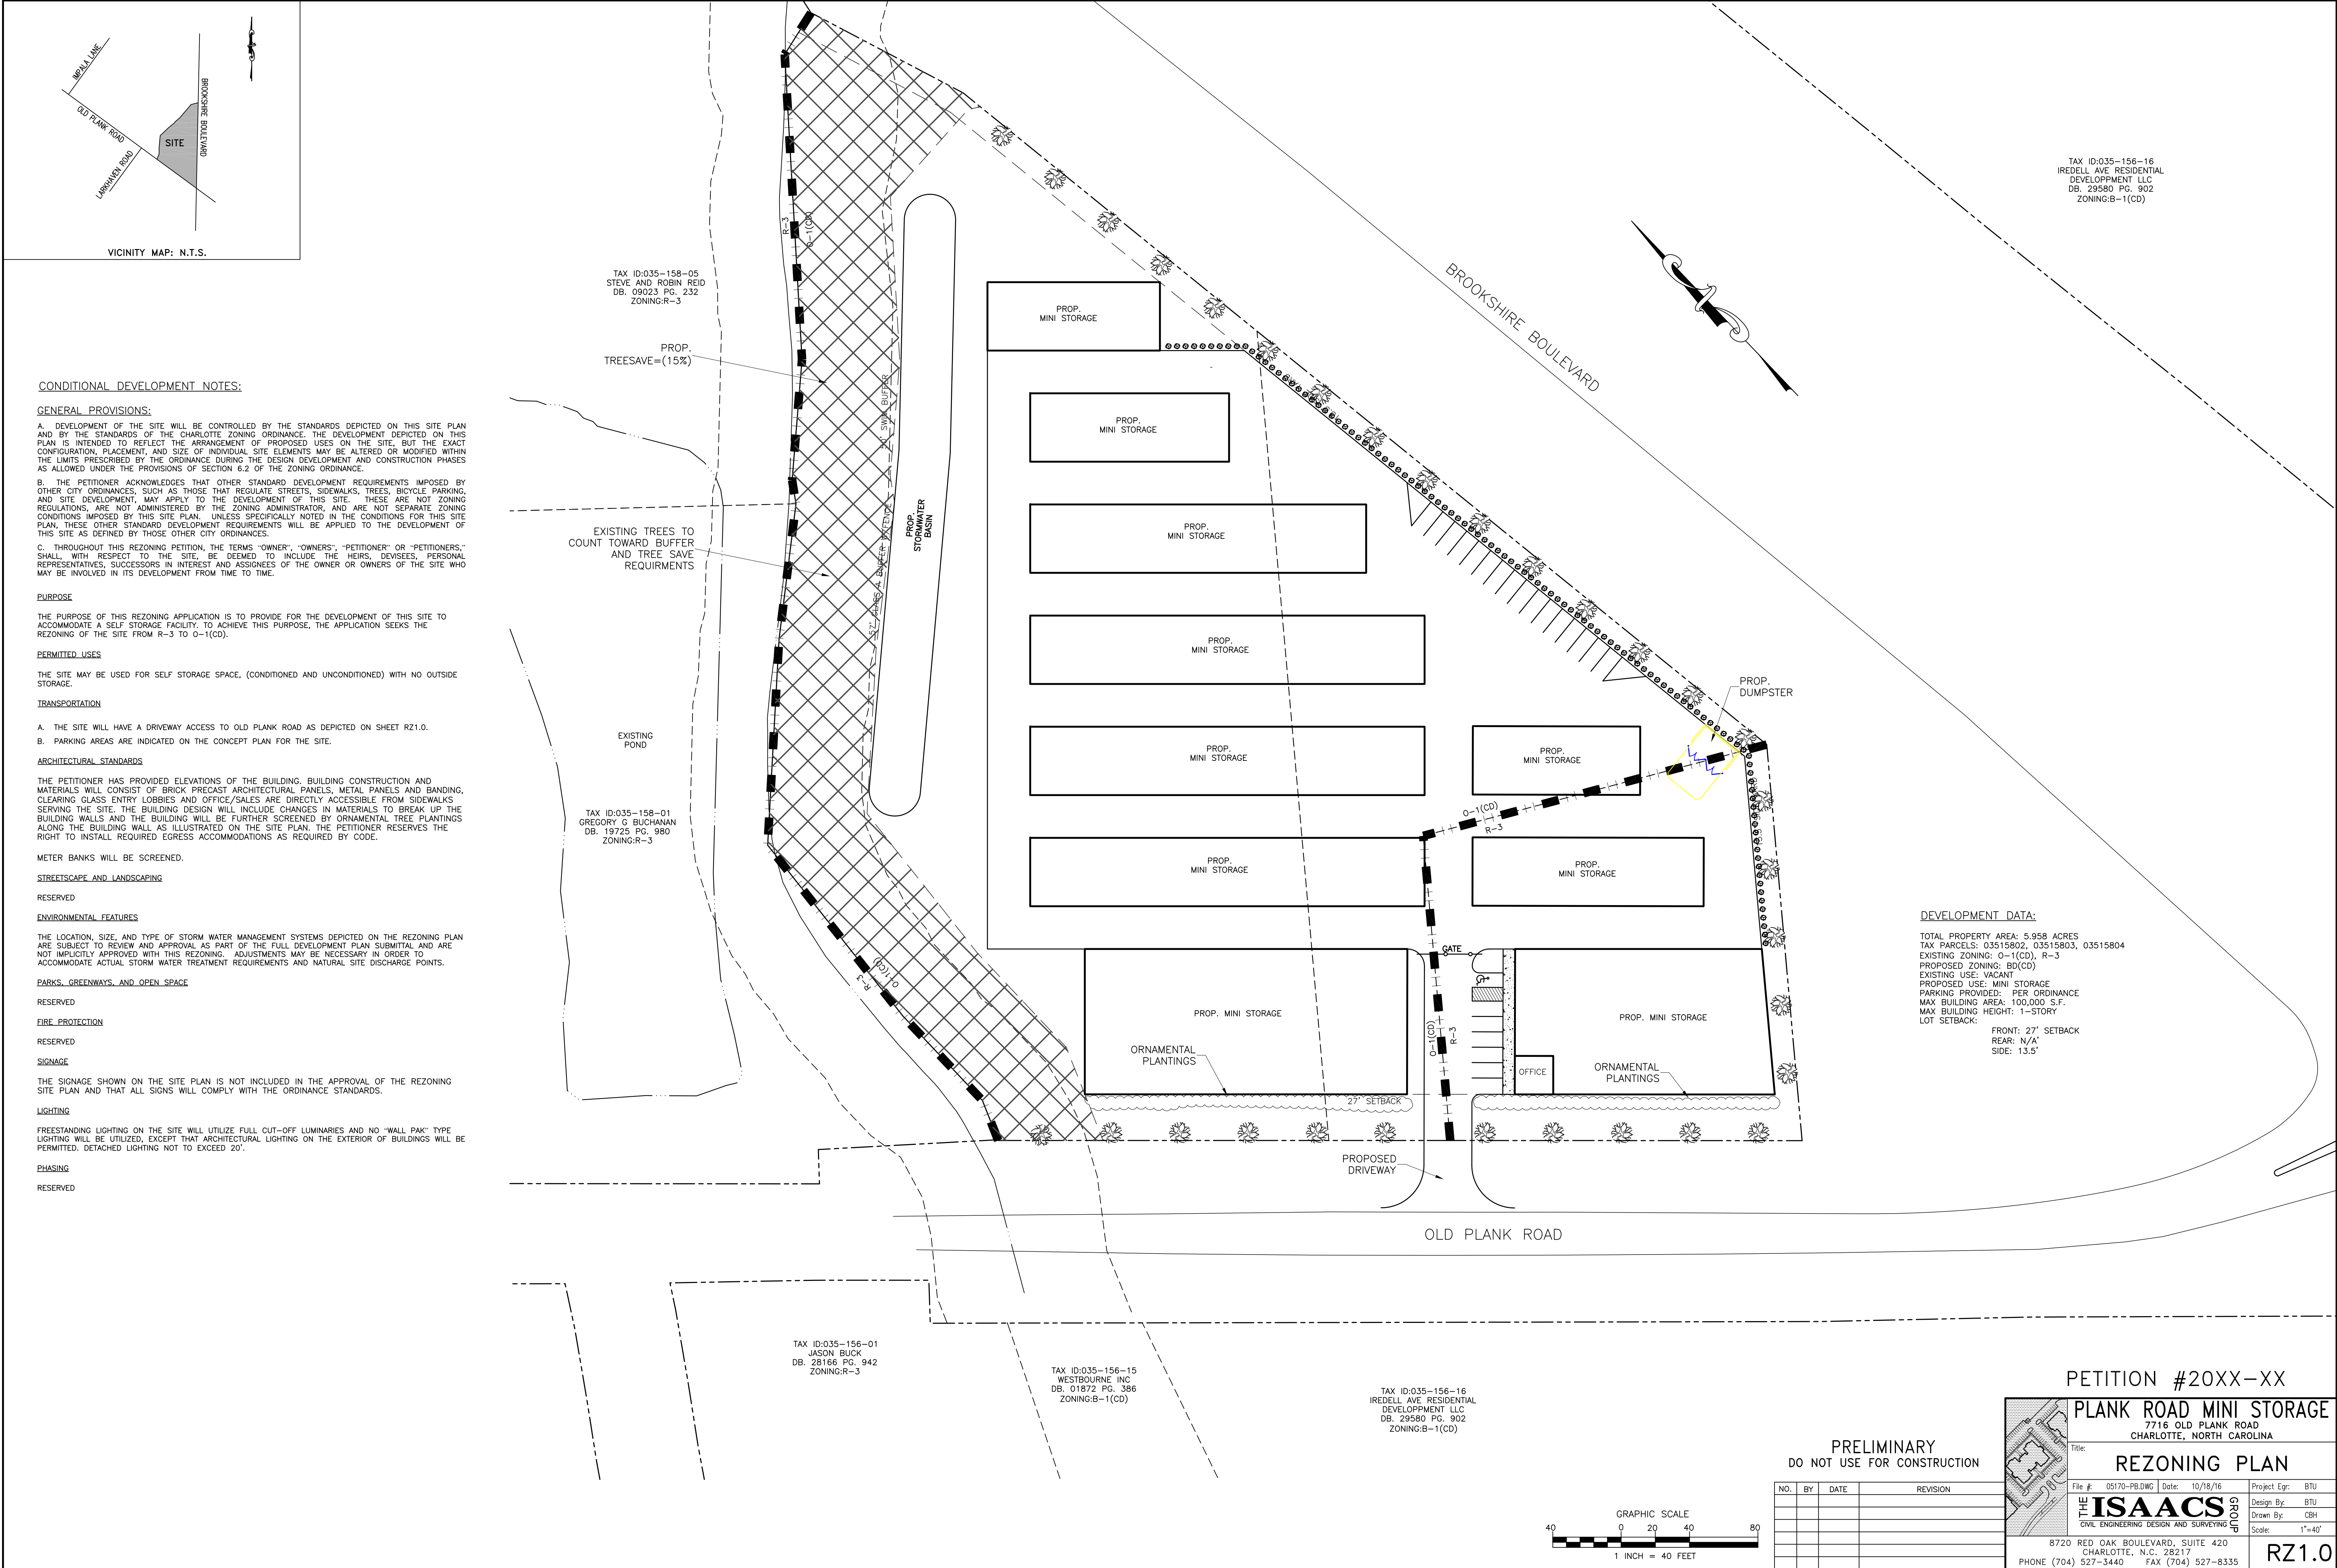 IMPALA LANE
OLD PLANK ROAD
LARKHAVEN ROAD
BROOKSHIRE BOULEVARD
SITE
VICINITY MAP: N.T.S.
CONDITIONAL DEVELOPMENT NOTES:
GENERAL PROVISIONS:
A. DEVELOPMENT OF THE SITE WILL BE CONTROLLED BY THE STANDARDS DEPICTED ON THIS SITE PLAN
AND BY THE STANDARDS OF THE CHARLOTTE ZONING ORDINANCE. THE DEVELOPMENT DEPICTED ON THIS
PLAN IS INTENDED TO REFLECT THE ARRANGEMENT OF PROPOSED USES ON THE SITE, BUT THE EXACT
CONFIGURATION, PLACEMENT, AND SIZE OF INDIVIDUAL SITE ELEMENTS MAY BE ALTERED OR MODIFIED WITHIN
THE LIMITS PRESCRIBED BY THE ORDINANCE DURING THE DESIGN DEVELOPMENT AND CONSTRUCTION PHASES
AS ALLOWED UNDER THE PROVISIONS OF SECTION 6.2 OF THE ZONING ORDINANCE.
B. THE PETITIONER ACKNOWLEDGES THAT OTHER STANDARD DEVELOPMENT REQUIREMENTS IMPOSED BY
OTHER CITY ORDINANCES, SUCH AS THOSE THAT REGULATE STREETS, SIDEWALKS, TREES, BICYCLE PARKING,
AND SITE DEVELOPMENT, MAY APPLY TO THE DEVELOPMENT OF THIS SITE. THESE ARE NOT ZONING
REGULATIONS, ARE NOT ADMINISTERED BY THE ZONING ADMINISTRATOR, AND ARE NOT SEPARATE ZONING
CONDITIONS IMPOSED BY THIS SITE PLAN. UNLESS SPECIFICALLY NOTED IN THE CONDITIONS FOR THIS SITE
PLAN, THESE OTHER STANDARD DEVELOPMENT REQUIREMENTS WILL BE APPLIED TO THE DEVELOPMENT OF
THIS SITE AS DEFINED BY THOSE OTHER CITY ORDINANCES.
C. THROUGHOUT THIS REZONING PETITION, THE TERMS "OWNER", "OWNERS", "PETITIONER" OR "PETITIONERS,"
SHALL, WITH RESPECT TO THE SITE, BE DEEMED TO INCLUDE THE HEIRS, DEVISEES, PERSONAL
REPRESENTATIVES, SUCCESSORS IN INTEREST AND ASSIGNEES OF THE OWNER OR OWNERS OF THE SITE WHO
MAY BE INVOLVED IN ITS DEVELOPMENT FROM TIME TO TIME.
PURPOSE
THE PURPOSE OF THIS REZONING APPLICATION IS TO PROVIDE FOR THE DEVELOPMENT OF THIS SITE TO
ACCOMMODATE A SELF STORAGE FACILITY. TO ACHIEVE THIS PURPOSE, THE APPLICATION SEEKS THE
REZONING OF THE SITE FROM R-3 TO O-1(CD).
PERMITTED USES
THE SITE MAY BE USED FOR SELF STORAGE SPACE, (CONDITIONED AND UNCONDITIONED) WITH NO OUTSIDE
STORAGE.
TRANSPORTATION
A. THE SITE WILL HAVE A DRIVEWAY ACCESS TO OLD PLANK ROAD AS DEPICTED ON SHEET RZ1.0.
B. PARKING AREAS ARE INDICATED ON THE CONCEPT PLAN FOR THE SITE.
ARCHITECTURAL STANDARDS
THE PETITIONER HAS PROVIDED ELEVATIONS OF THE BUILDING. BUILDING CONSTRUCTION AND
MATERIALS WILL CONSIST OF BRICK PRECAST ARCHITECTURAL PANELS, METAL PANELS AND BANDING,
CLEARING GLASS ENTRY LOBBIES AND OFFICE/SALES ARE DIRECTLY ACCESSIBLE FROM SIDEWALKS
SERVING THE SITE. THE BUILDING DESIGN WILL INCLUDE CHANGES IN MATERIALS TO BREAK UP THE
BUILDING WALLS AND THE BUILDING WILL BE FURTHER SCREENED BY ORNAMENTAL TREE PLANTINGS
ALONG THE BUILDING WALL AS ILLUSTRATED ON THE SITE PLAN. THE PETITIONER RESERVES THE
RIGHT TO INSTALL REQUIRED EGRESS ACCOMMODATIONS AS REQUIRED BY CODE.
METER BANKS WILL BE SCREENED.
STREETSCAPE AND LANDSCAPING
RESERVED
ENVIRONMENTAL FEATURES
THE LOCATION, SIZE, AND TYPE OF STORM WATER MANAGEMENT SYSTEMS DEPICTED ON THE REZONING PLAN
ARE SUBJECT TO REVIEW AND APPROVAL AS PART OF THE FULL DEVELOPMENT PLAN SUBMITTAL AND ARE
NOT IMPLICITLY APPROVED WITH THIS REZONING. ADJUSTMENTS MAY BE NECESSARY IN ORDER TO
ACCOMMODATE ACTUAL STORM WATER TREATMENT REQUIREMENTS AND NATURAL SITE DISCHARGE POINTS.
PARKS, GREENWAYS, AND OPEN SPACE
RESERVED
FIRE PROTECTION
RESERVED
SIGNAGE
THE SIGNAGE SHOWN ON THE SITE PLAN IS NOT INCLUDED IN THE APPROVAL OF THE REZONING
SITE PLAN AND THAT ALL SIGNS WILL COMPLY WITH THE ORDINANCE STANDARDS.
LIGHTING
FREESTANDING LIGHTING ON THE SITE WILL UTILIZE FULL CUT-OFF LUMINARIES AND NO "WALL PAK" TYPE
LIGHTING WILL BE UTILIZED, EXCEPT THAT ARCHITECTURAL LIGHTING ON THE EXTERIOR OF BUILDINGS WILL BE
PERMITTED. DETACHED LIGHTING NOT TO EXCEED 20'.
PHASING
RESERVED
TAX ID:035-158-05
STEVE AND ROBIN REID
DB. 09023 PG. 232
ZONING:R-3
PROP.
TREESAVE=(15%)
EXISTING TREES TO
COUNT TOWARD BUFFER
AND TREE SAVE
REQUIRMENTS
EXISTING
POND
TAX ID:035-158-01
GREGORY G BUCHANAN
DB. 19725 PG. 980
ZONING:R-3
R-3
O-1(CD)
SWIM BUFFER
PROP.
STORMWATER
BASIN
R-3
O-1(CD)
PROP.
MINI STORAGE
PROP.
MINI STORAGE
PROP.
MINI STORAGE
PROP.
MINI STORAGE
PROP.
MINI STORAGE
PROP.
MINI STORAGE
PROP.
MINI STORAGE
PROP.
MINI STORAGE
O-1(CD)
R-3
PROP.
DUMPSTER
GATE
PROP. MINI STORAGE
PROP. MINI STORAGE
O-1(CD)
R-3
OFFICE
ORNAMENTAL
PLANTINGS
ORNAMENTAL
PLANTINGS
27' SETBACK
PROPOSED
DRIVEWAY
OLD PLANK ROAD
BROOKSHIRE BOULEVARD
TAX ID:035-156-16
IREDELL AVE RESIDENTIAL
DEVELOPPMENT LLC
DB. 29580 PG. 902
ZONING:B-1(CD)
DEVELOPMENT DATA:
TOTAL PROPERTY AREA: 5.958 ACRES
TAX PARCELS: 03515802, 03515803, 03515804
EXISTING ZONING: O-1(CD), R-3
PROPOSED ZONING: BD(CD)
EXISTING USE: VACANT
PROPOSED USE: MINI STORAGE
PARKING PROVIDED: PER ORDINANCE
MAX BUILDING AREA: 100,000 S.F.
MAX BUILDING HEIGHT: 1-STORY
LOT SETBACK:
FRONT: 27' SETBACK
REAR: N/A'
SIDE: 13.5'
TAX ID:035-156-01
JASON BUCK
DB. 28166 PG. 942
ZONING:R-3
TAX ID:035-156-15
WESTBOURNE INC
DB. 01872 PG. 386
ZONING:B-1(CD)
TAX ID:035-156-16
IREDELL AVE RESIDENTIAL
DEVELOPPMENT LLC
DB. 29580 PG. 902
ZONING:B-1(CD)
GRAPHIC SCALE
40 0 20 40 80
1 INCH = 40 FEET
PRELIMINARY
DO NOT USE FOR CONSTRUCTION
NO. BY DATE REVISION
PETITION #20XX-XX
PLANK ROAD MINI STORAGE
7716 OLD PLANK ROAD
CHARLOTTE, NORTH CAROLINA
Title:
REZONING PLAN
File #: 05170-PB.DWG Date: 10/18/16 Project Egr: BTU
Design By: BTU
Drawn By: CBH
Scale: 1"=40'
THE ISAACS GROUP
CIVIL ENGINEERING DESIGN AND SURVEYING
8720 RED OAK BOULEVARD, SUITE 420
CHARLOTTE, N.C. 28217
PHONE (704) 527-3440 FAX (704) 527-8335
RZ1.0